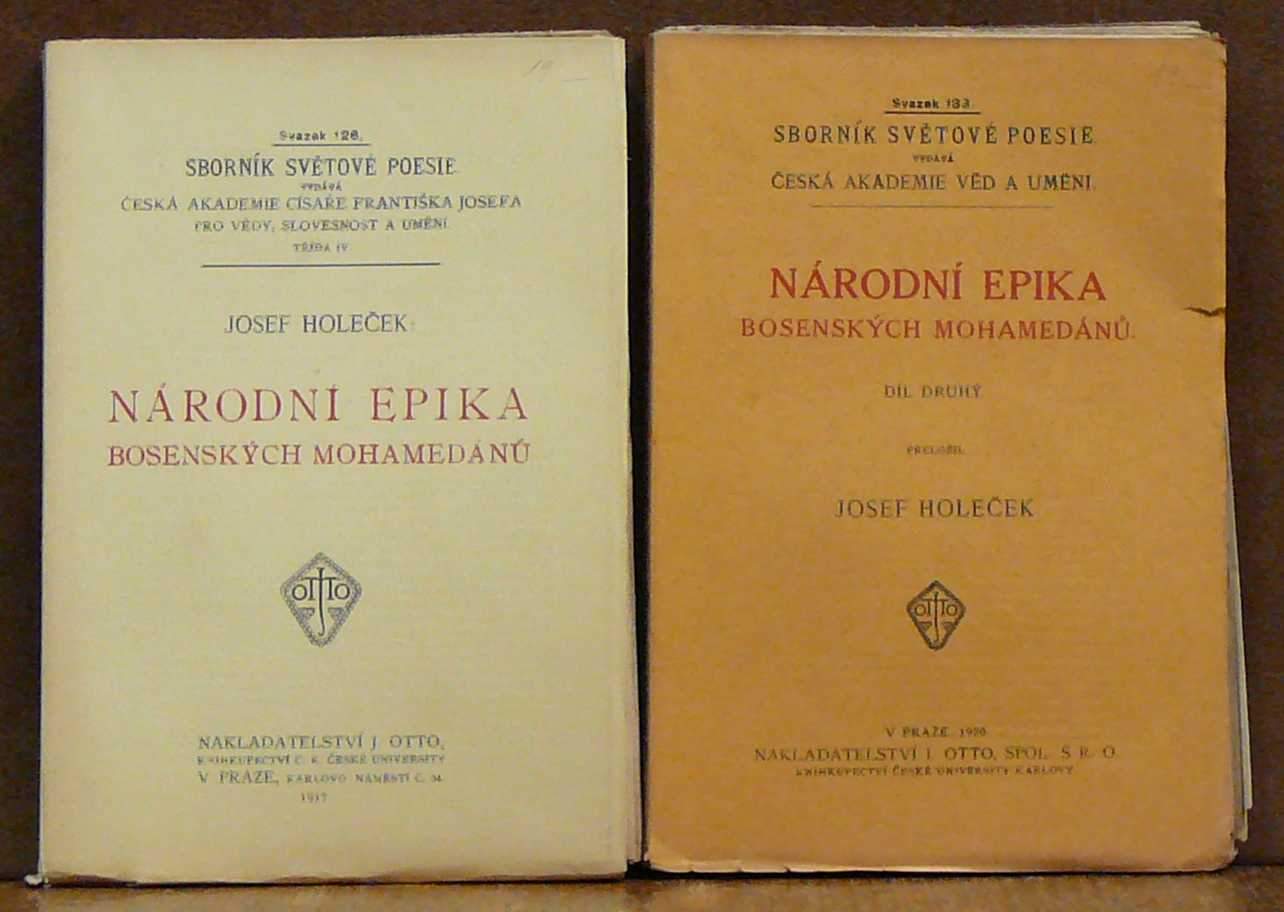 Svazek 126.
SBORNÍK SVĚTOVÉ POESIE.
VYDÁVÁ
ČESKÁ AKADEMIE CÍSAŘE FRANTIŠKA JOSEFA
PRO VĚDY, SLOVESNOST A UMĚNÍ.
TŘÍDA IV.
JOSEF HOLEČEK:
NÁRODNÍ EPIKA
BOSENSKÝCH MOHAMEDÁNŮ
OTTO
NAKLADATELSTVÍ J. OTTO,
KNIHKUPECTVÍ C. K. ČESKÉ UNIVERSITY
V PRAZE, KARLOVO NÁMĚSTÍ Č. 34.
1917
Svazek 133.
SBORNÍK SVĚTOVÉ POESIE.
VYDÁVÁ
ČESKÁ AKADEMIE VĚD A UMĚNÍ.
NÁRODNÍ EPIKA
BOSENSKÝCH MOHAMEDÁNŮ.
DÍL DRUHÝ.
PŘELOŽIL
JOSEF HOLEČEK
OTTO
V PRAZE, 1920.
NAKLADATELSTVÍ J. OTTO, SPOL. S R. O.
KNIHKUPECTVÍ ČESKÉ UNIVERSITY KARLOVY